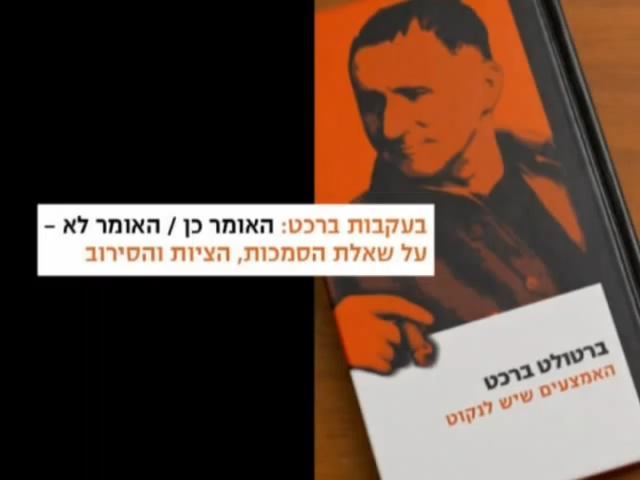 בעקבות ברכט: האומר כן / האומר לא –
על שאלת הסמכות, הציות והסירוב
ברטולט ברכט
האמצעים שיש לנקוט